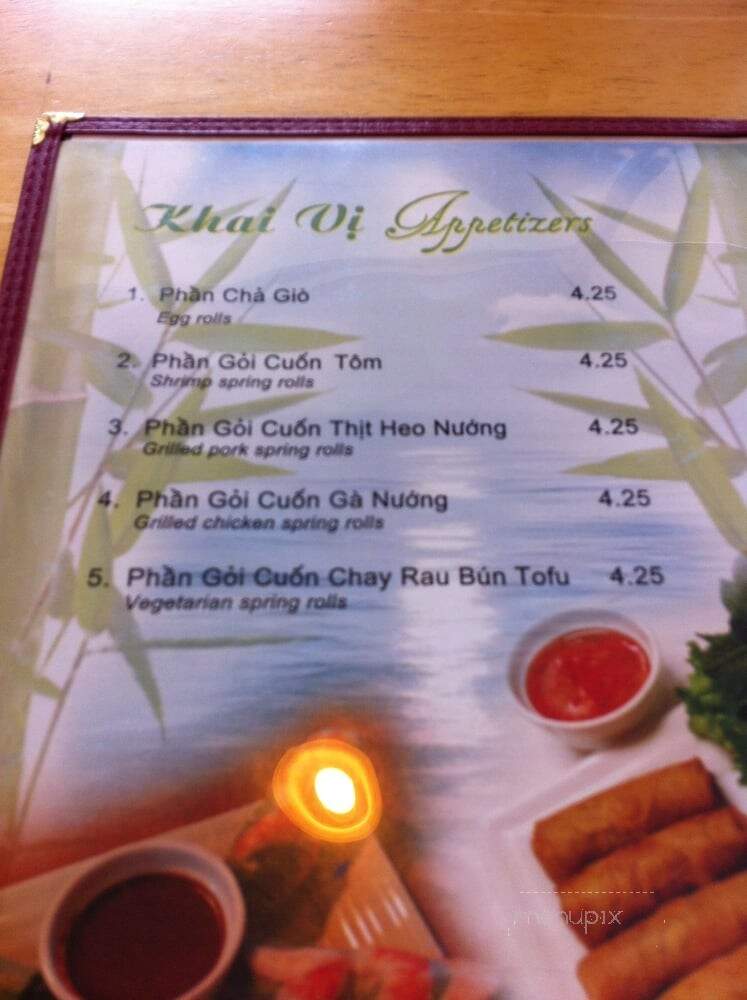 Khai Vị Appetizers
1. Phần Chả Giò 4.25
Egg rolls
2. Phần Gỏi Cuốn Tôm 4.25
Shrimp spring rolls
3. Phần Gỏi Cuốn Thịt Heo Nướng 4.25
Grilled pork spring rolls
4. Phần Gỏi Cuốn Gà Nướng 4.25
Grilled chicken spring rolls
5. Phần Gỏi Cuốn Chay Rau Bún Tofu 4.25
Vegetarian spring rolls
menupix